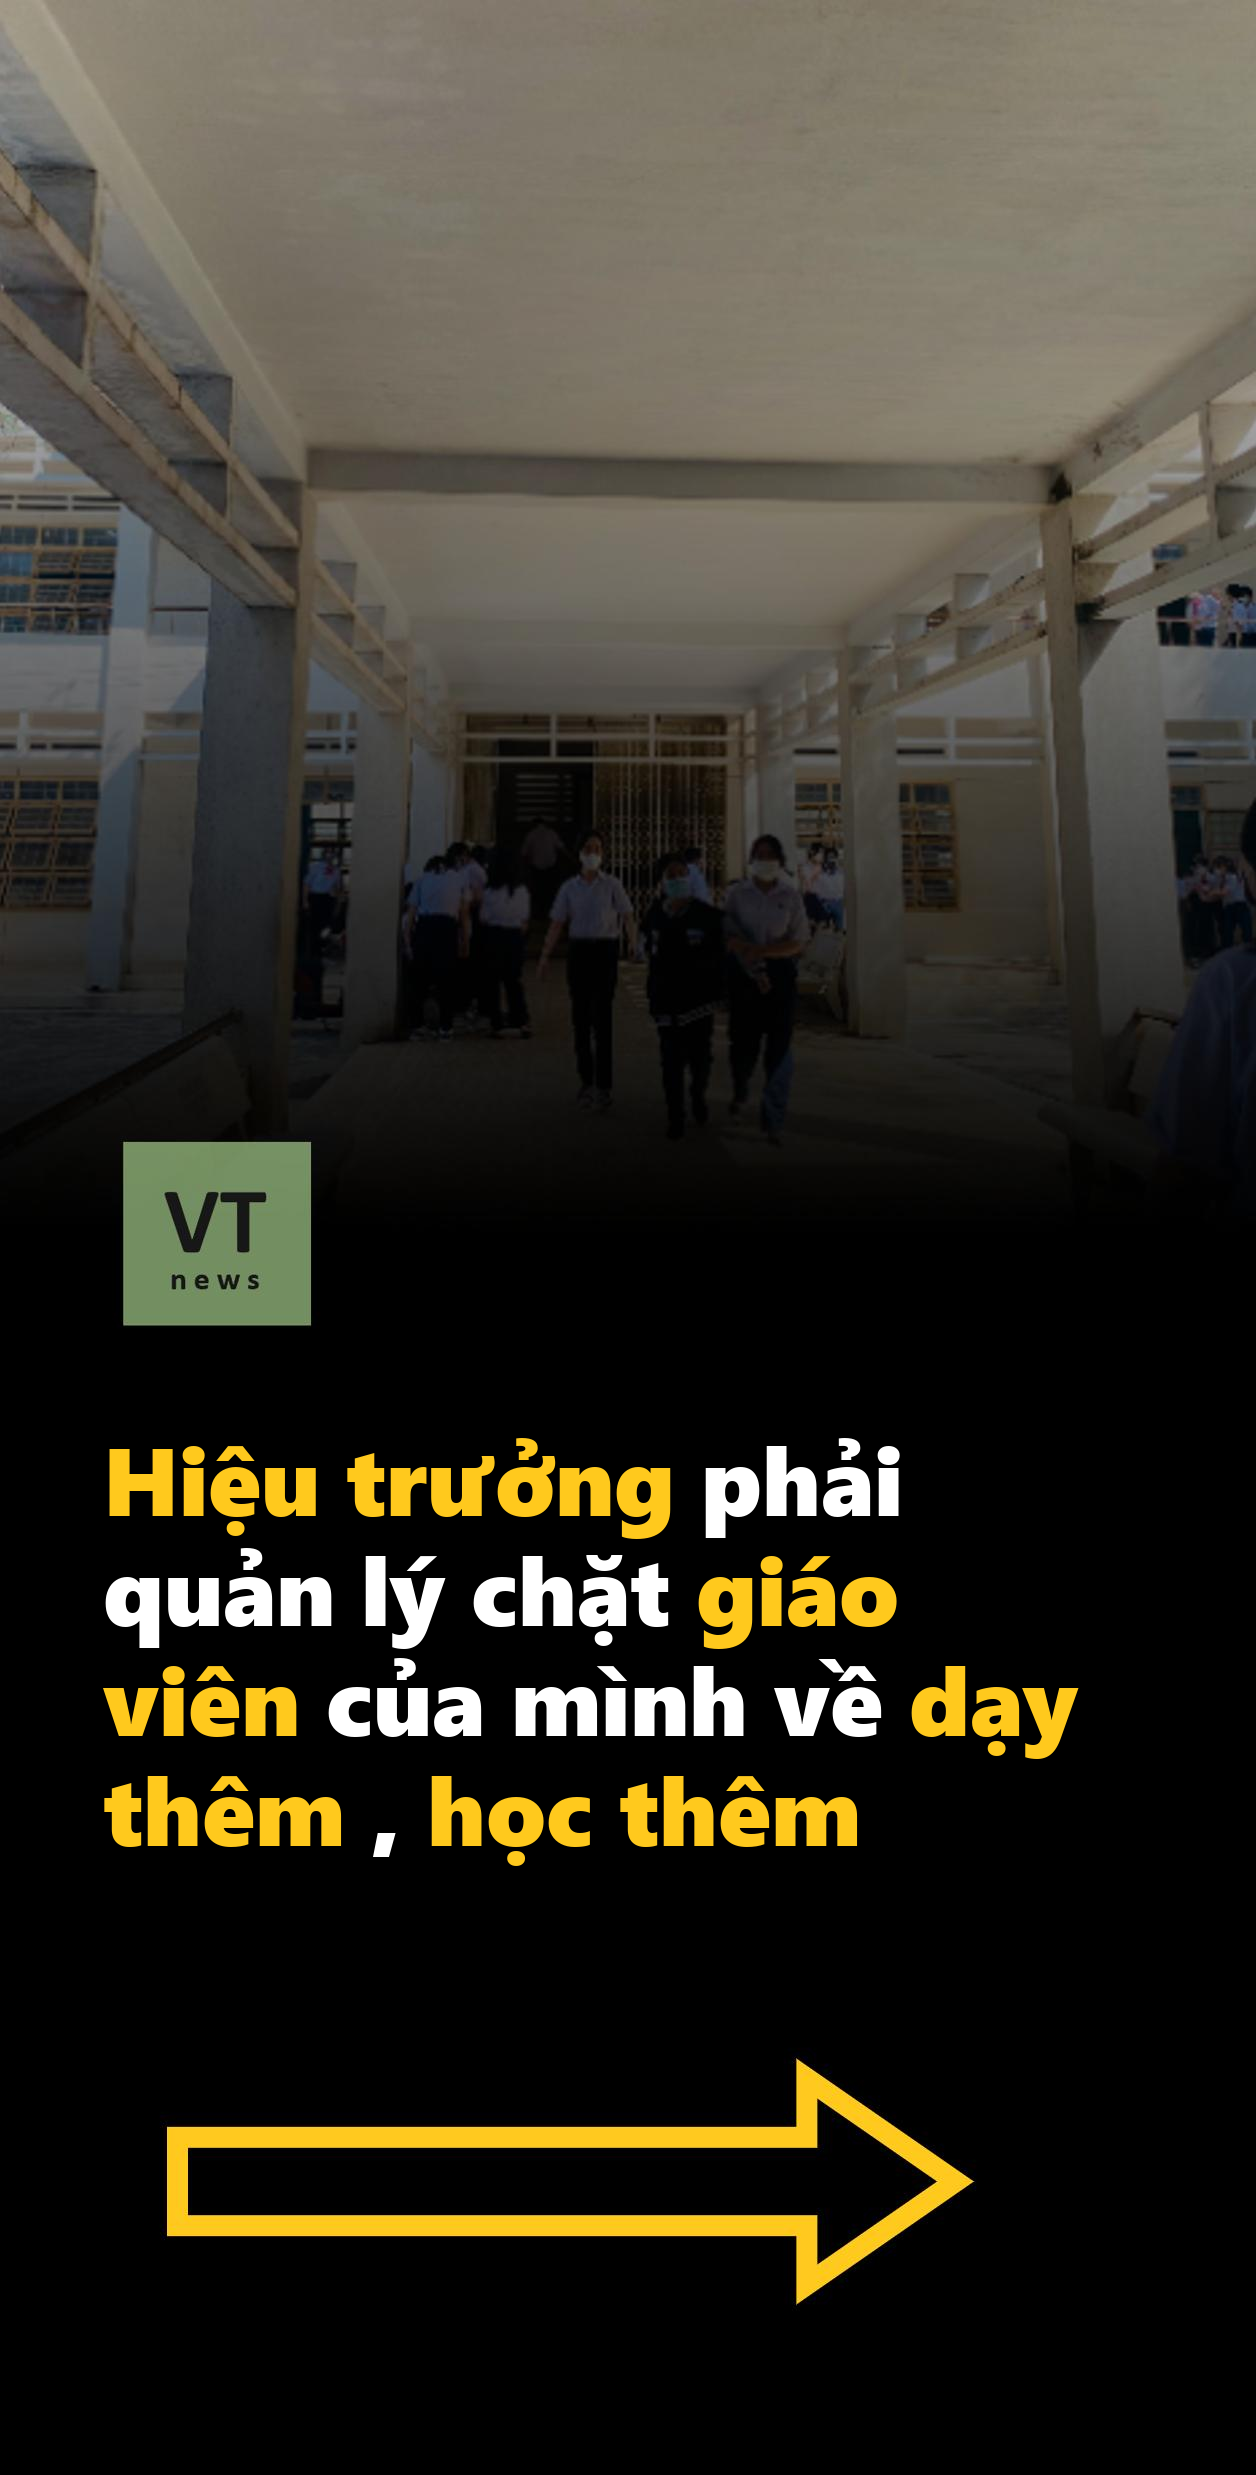 VT
news
Hiệu trưởng phải
quản lý chặt giáo
viên của mình về dạy
thêm , học thêm